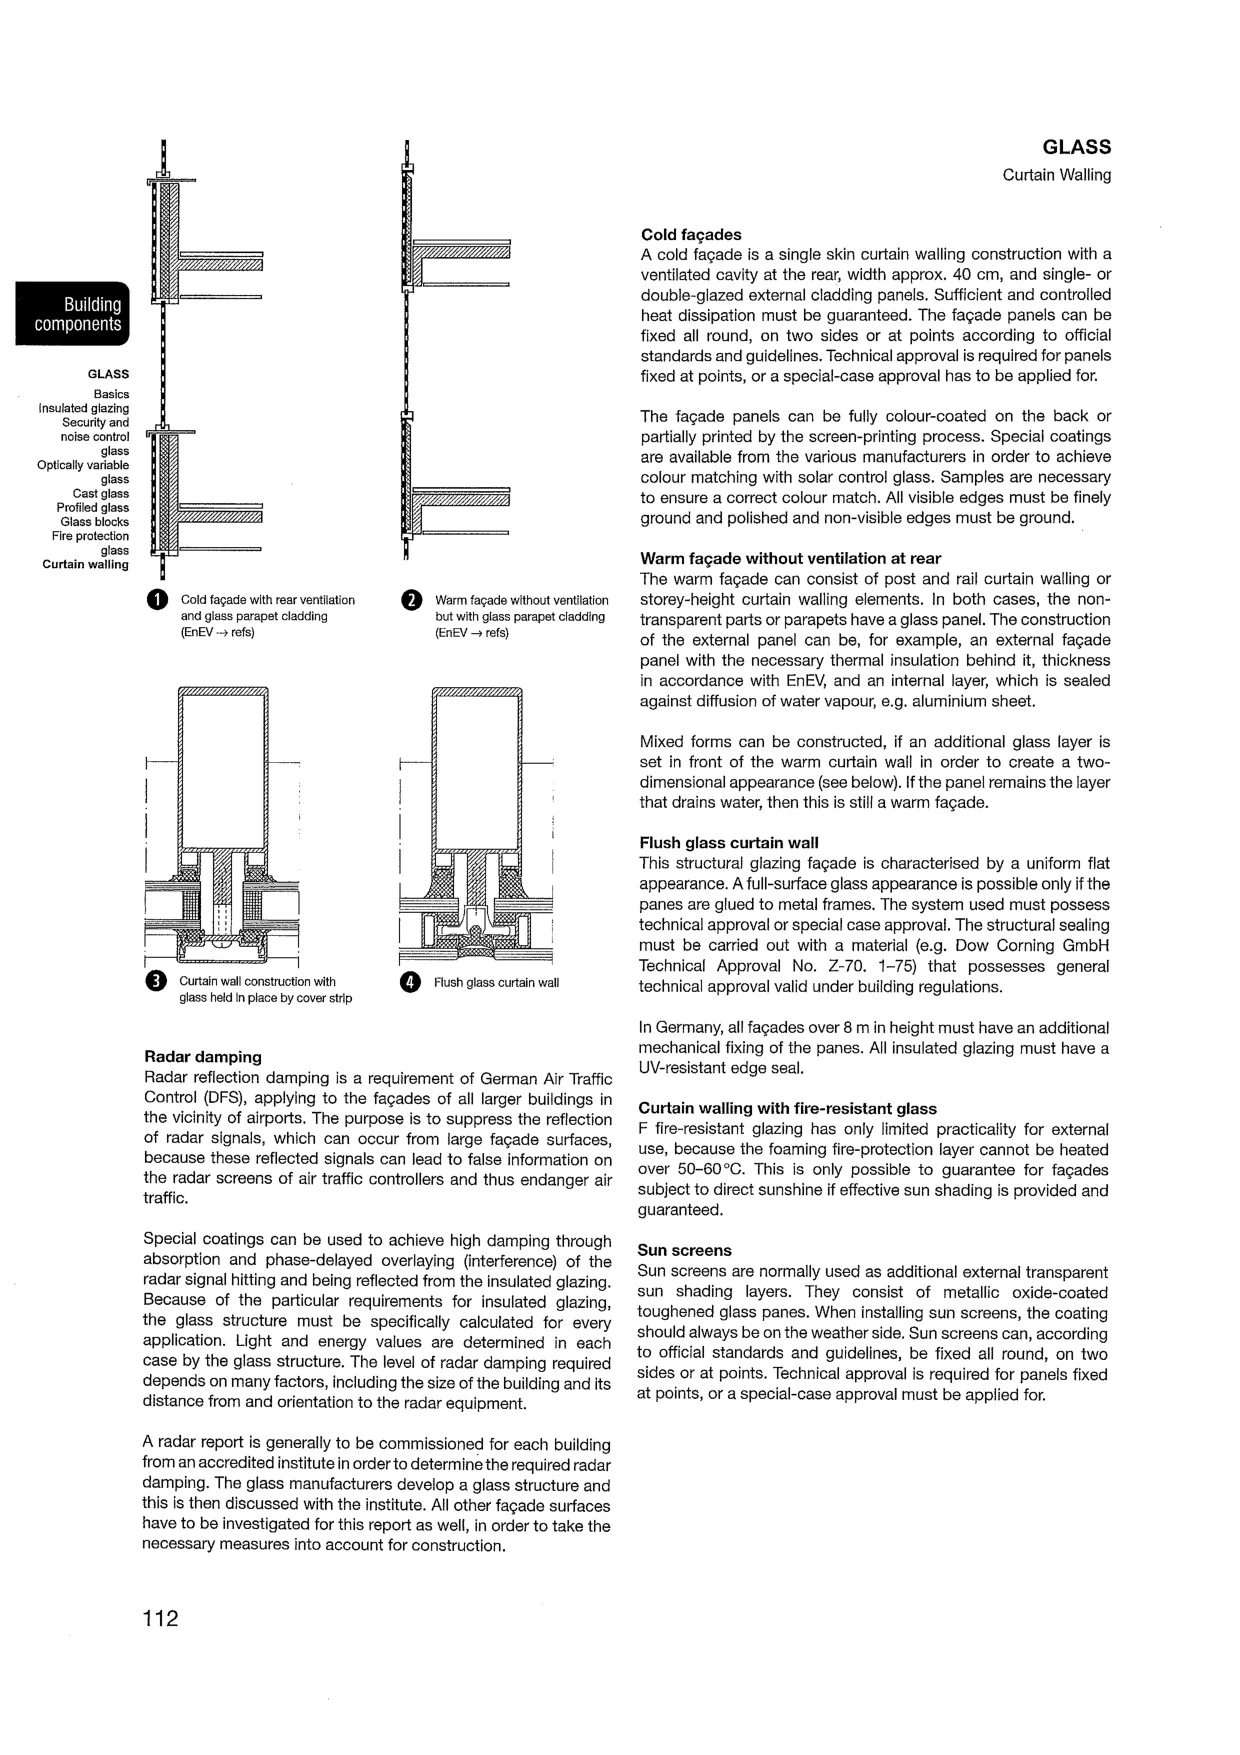 GLASS
Curtain Walling
Building
components
GLASS
Basics
Insulated glazing
Security and
noise control
glass
Optically variable
glass
Cast glass
Profiled glass
Glass blocks
Fire protection
glass
Curtain walling
1 Cold façade with rear ventilation
and glass parapet cladding
(EnEV → refs)
2 Warm façade without ventilation
but with glass parapet cladding
(EnEV → refs)
3 Curtain wall construction with
glass held in place by cover strip
4 Flush glass curtain wall
Radar damping
Radar reflection damping is a requirement of German Air Traffic
Control (DFS), applying to the façades of all larger buildings in
the vicinity of airports. The purpose is to suppress the reflection
of radar signals, which can occur from large façade surfaces,
because these reflected signals can lead to false information on
the radar screens of air traffic controllers and thus endanger air
traffic.
Special coatings can be used to achieve high damping through
absorption and phase-delayed overlaying (interference) of the
radar signal hitting and being reflected from the insulated glazing.
Because of the particular requirements for insulated glazing,
the glass structure must be specifically calculated for every
application. Light and energy values are determined in each
case by the glass structure. The level of radar damping required
depends on many factors, including the size of the building and its
distance from and orientation to the radar equipment.
A radar report is generally to be commissioned for each building
from an accredited institute in order to determine the required radar
damping. The glass manufacturers develop a glass structure and
this is then discussed with the institute. All other façade surfaces
have to be investigated for this report as well, in order to take the
necessary measures into account for construction.
Cold façades
A cold façade is a single skin curtain walling construction with a
ventilated cavity at the rear, width approx. 40 cm, and single- or
double-glazed external cladding panels. Sufficient and controlled
heat dissipation must be guaranteed. The façade panels can be
fixed all round, on two sides or at points according to official
standards and guidelines. Technical approval is required for panels
fixed at points, or a special-case approval has to be applied for.
The façade panels can be fully colour-coated on the back or
partially printed by the screen-printing process. Special coatings
are available from the various manufacturers in order to achieve
colour matching with solar control glass. Samples are necessary
to ensure a correct colour match. All visible edges must be finely
ground and polished and non-visible edges must be ground.
Warm façade without ventilation at rear
The warm façade can consist of post and rail curtain walling or
storey-height curtain walling elements. In both cases, the non-
transparent parts or parapets have a glass panel. The construction
of the external panel can be, for example, an external façade
panel with the necessary thermal insulation behind it, thickness
in accordance with EnEV, and an internal layer, which is sealed
against diffusion of water vapour, e.g. aluminium sheet.
Mixed forms can be constructed, if an additional glass layer is
set in front of the warm curtain wall in order to create a two-
dimensional appearance (see below). If the panel remains the layer
that drains water, then this is still a warm façade.
Flush glass curtain wall
This structural glazing façade is characterised by a uniform flat
appearance. A full-surface glass appearance is possible only if the
panes are glued to metal frames. The system used must possess
technical approval or special case approval. The structural sealing
must be carried out with a material (e.g. Dow Corning GmbH
Technical Approval No. Z-70. 1–75) that possesses general
technical approval valid under building regulations.
In Germany, all façades over 8 m in height must have an additional
mechanical fixing of the panes. All insulated glazing must have a
UV-resistant edge seal.
Curtain walling with fire-resistant glass
F fire-resistant glazing has only limited practicality for external
use, because the foaming fire-protection layer cannot be heated
over 50–60 °C. This is only possible to guarantee for façades
subject to direct sunshine if effective sun shading is provided and
guaranteed.
Sun screens
Sun screens are normally used as additional external transparent
sun shading layers. They consist of metallic oxide-coated
toughened glass panes. When installing sun screens, the coating
should always be on the weather side. Sun screens can, according
to official standards and guidelines, be fixed all round, on two
sides or at points. Technical approval is required for panels fixed
at points, or a special-case approval must be applied for.
112